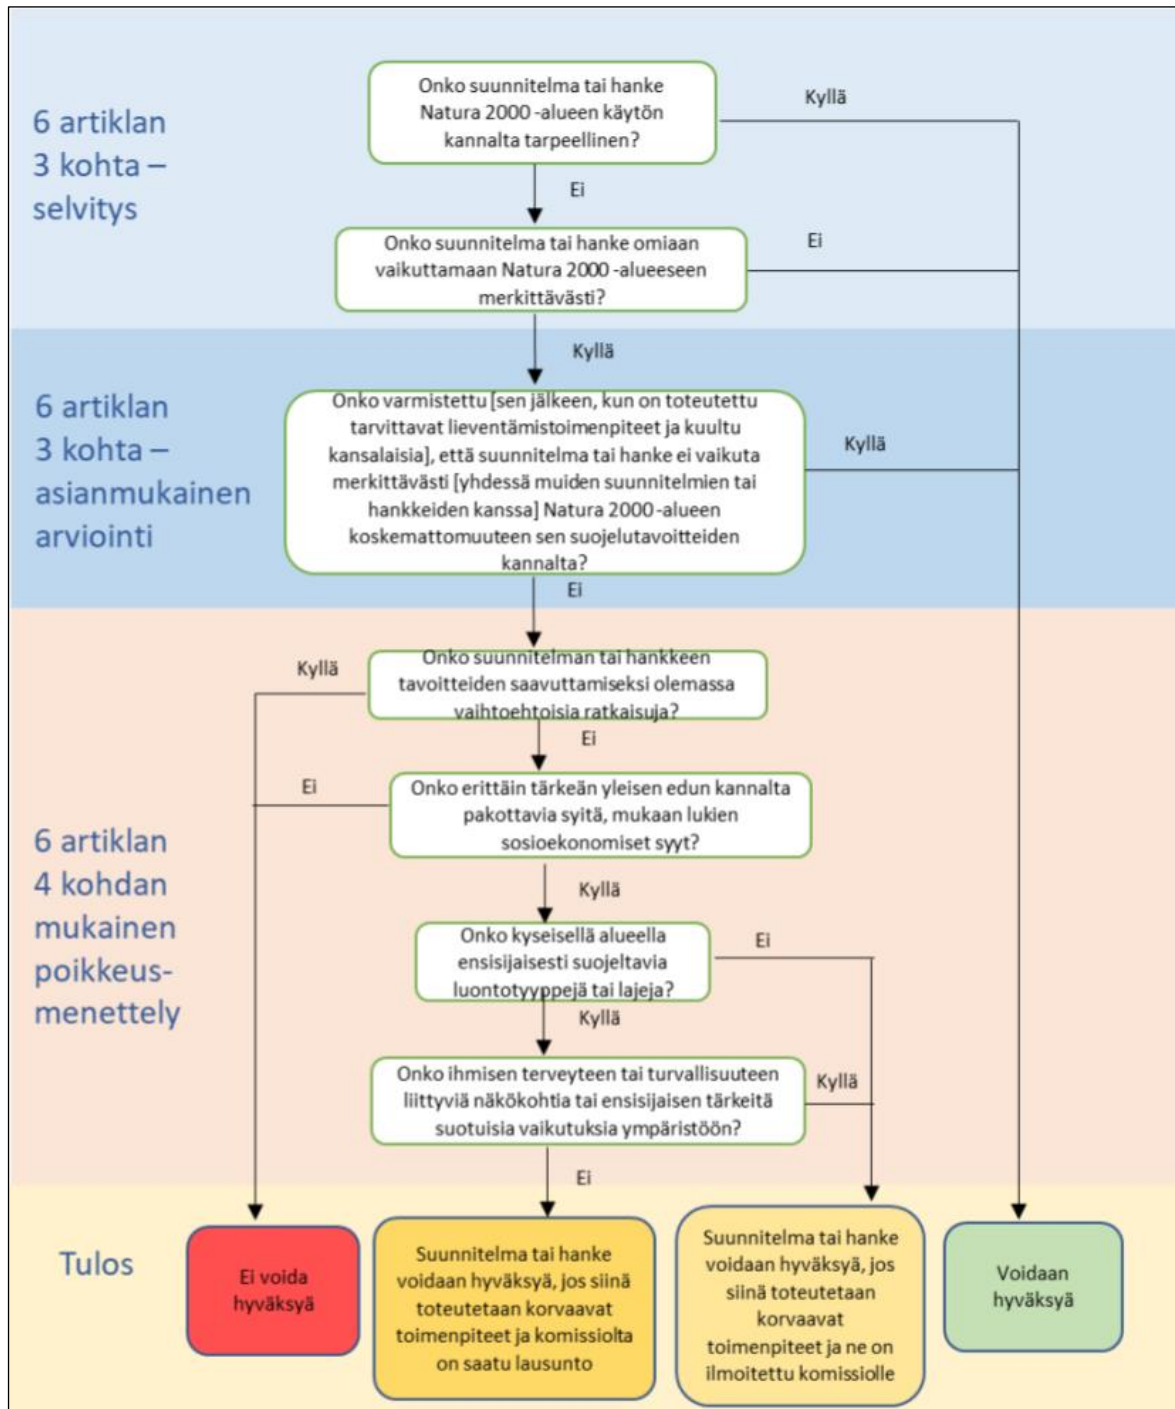 6 artiklan
3 kohta –
selvitys
Onko suunnitelma tai hanke
Natura 2000 -alueen käytön
kannalta tarpeellinen?
Kyllä
Ei
Onko suunnitelma tai hanke omiaan
vaikuttamaan Natura 2000 -alueeseen
merkittävästi?
Ei
Kyllä
6 artiklan
3 kohta –
asianmukainen
arviointi
Onko varmistettu [sen jälkeen, kun on toteutettu
tarvittavat lieventämistoimenpiteet ja kuultu
kansalaisia], että suunnitelma tai hanke ei vaikuta
merkittävästi [yhdessä muiden suunnitelmien tai
hankkeiden kanssa] Natura 2000 -alueen
koskemattomuuteen sen suojelutavoitteiden
kannalta?
Kyllä
Ei
6 artiklan
4 kohdan
mukainen
poikkeus-
menettely
Onko suunnitelman tai hankkeen
tavoitteiden saavuttamiseksi olemassa
vaihtoehtoisia ratkaisuja?
Kyllä
Ei
Onko erittäin tärkeän yleisen edun kannalta
pakottavia syitä, mukaan lukien
sosioekonomiset syyt?
Ei
Kyllä
Onko kyseisellä alueella
ensisijaisesti suojeltavia
luontotyyppejä tai lajeja?
Ei
Kyllä
Onko ihmisen terveyteen tai turvallisuuteen
liittyviä näkökohtia tai ensisijaisen tärkeitä
suotuisia vaikutuksia ympäristöön?
Kyllä
Ei
Tulos
Ei voida
hyväksyä
Suunnitelma tai hanke
voidaan hyväksyä, jos siinä
toteutetaan korvaavat
toimenpiteet ja komissiolta
on saatu lausunto
Suunnitelma tai hanke
voidaan hyväksyä, jos
siinä toteutetaan
korvaavat
toimenpiteet ja ne on
ilmoitettu komissiolle
Voidaan
hyväksyä